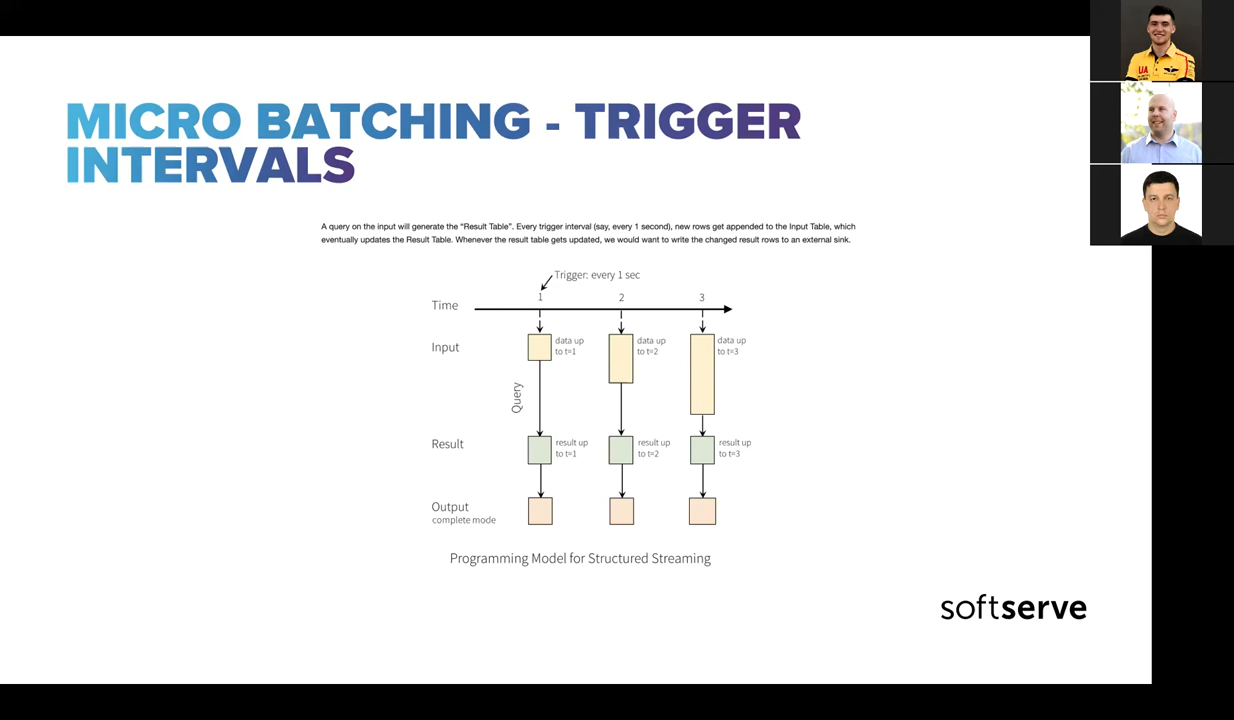 MICRO BATCHING - TRIGGER
INTERVALS
A query on the input will generate the “Result Table”. Every trigger interval (say, every 1 second), new rows get appended to the Input Table, which
eventually updates the Result Table. Whenever the result table gets updated, we would want to write the changed result rows to an external sink.
Trigger: every 1 sec
Time
1
2
3
Input
data up
to t=1
data up
to t=2
data up
to t=3
Query
Result
result up
to t=1
result up
to t=2
result up
to t=3
Output
complete mode
Programming Model for Structured Streaming
softserve
UA